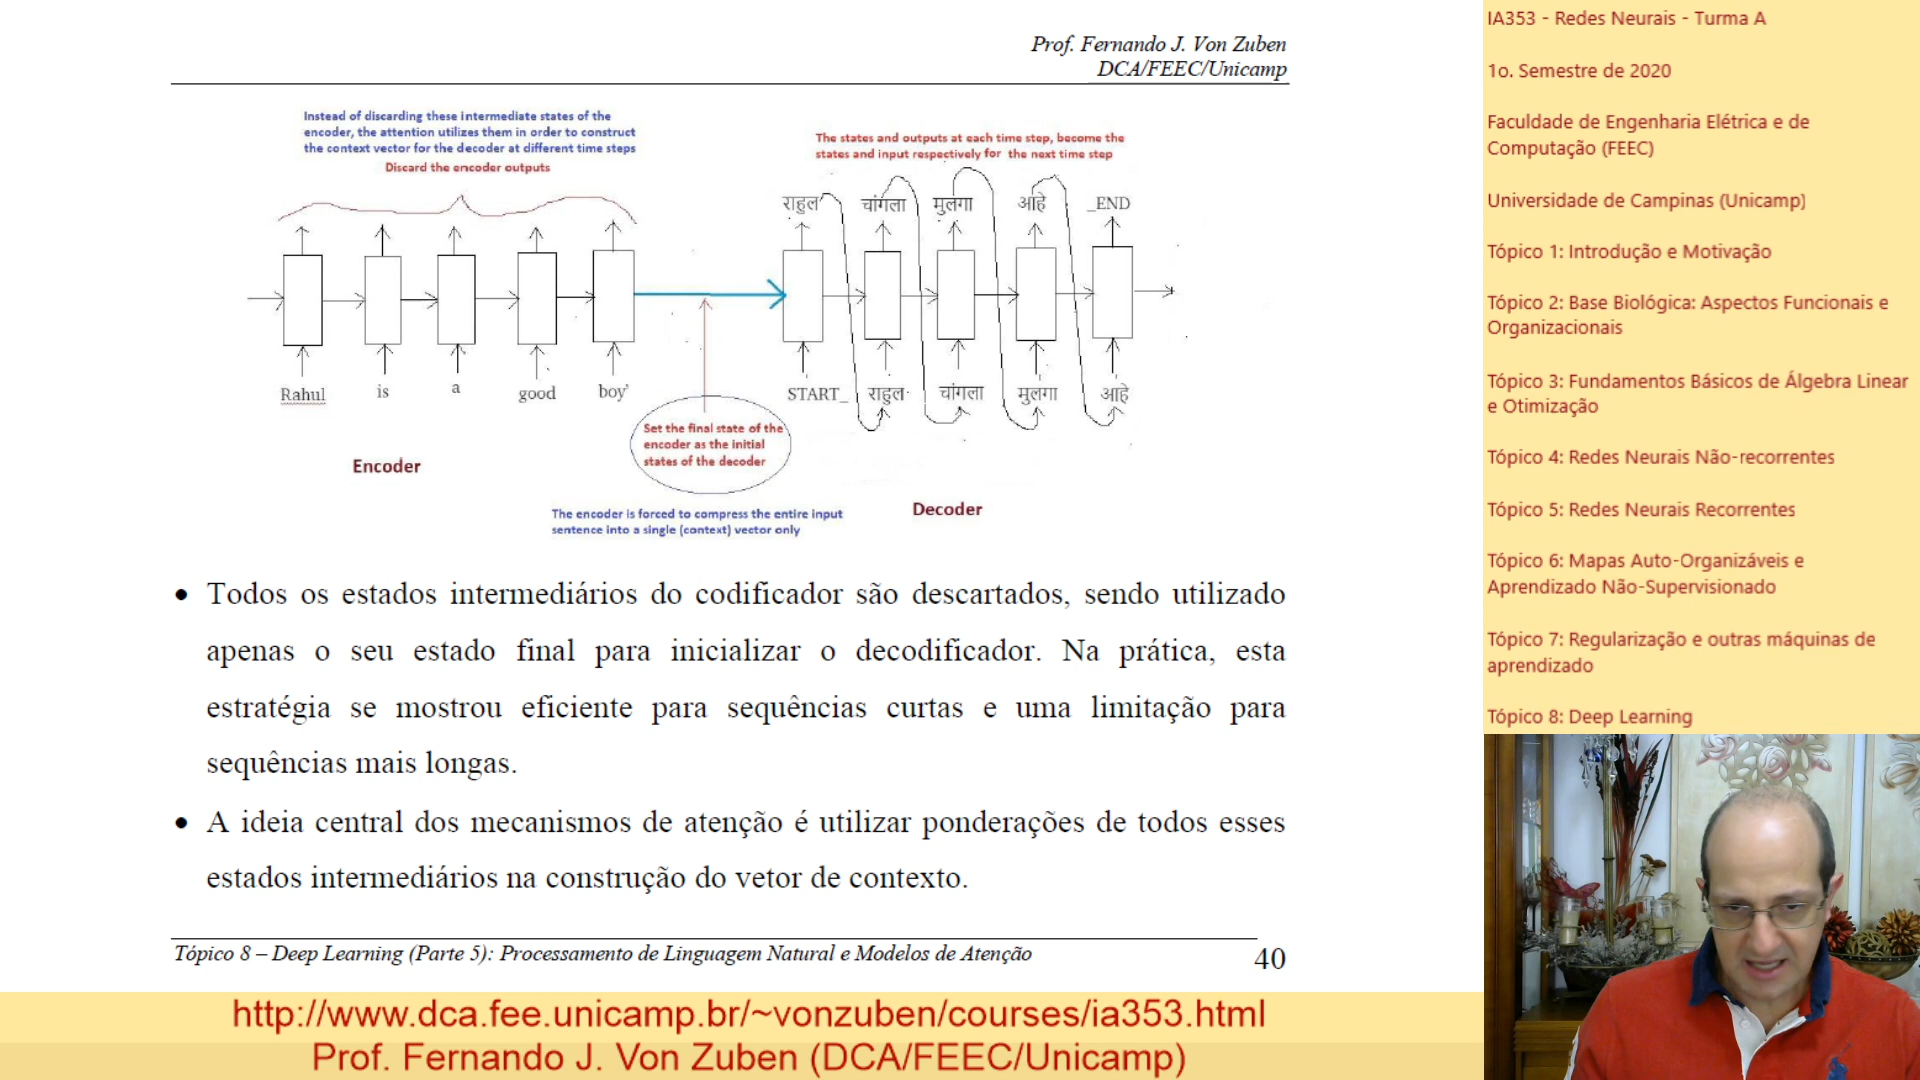 Prof. Fernando J. Von Zuben
DCA/FEEC/Unicamp
Instead of discarding these intermediate states of the
encoder, the attention utilizes them in order to construct
the context vector for the decoder at different time steps
Discard the encoder outputs
The states and outputs at each time step, become the
states and input respectively for the next time step
राहुल चांगला मुलगा आहे _END
Rahul is a good boy'
START_ राहुल चांगला मुलगा आहे
Set the final state of the
encoder as the initial
states of the decoder
Encoder
Decoder
The encoder is forced to compress the entire input
sentence into a single (context) vector only
• Todos os estados intermediários do codificador são descartados, sendo utilizado
apenas o seu estado final para inicializar o decodificador. Na prática, esta
estratégia se mostrou eficiente para sequências curtas e uma limitação para
sequências mais longas.
• A ideia central dos mecanismos de atenção é utilizar ponderações de todos esses
estados intermediários na construção do vetor de contexto.
Tópico 8 – Deep Learning (Parte 5): Processamento de Linguagem Natural e Modelos de Atenção
40
http://www.dca.fee.unicamp.br/~vonzuben/courses/ia353.html
Prof. Fernando J. Von Zuben (DCA/FEEC/Unicamp)
IA353 - Redes Neurais - Turma A
1o. Semestre de 2020
Faculdade de Engenharia Elétrica e de
Computação (FEEC)
Universidade de Campinas (Unicamp)
Tópico 1: Introdução e Motivação
Tópico 2: Base Biológica: Aspectos Funcionais e
Organizacionais
Tópico 3: Fundamentos Básicos de Álgebra Linear
e Otimização
Tópico 4: Redes Neurais Não-recorrentes
Tópico 5: Redes Neurais Recorrentes
Tópico 6: Mapas Auto-Organizáveis e
Aprendizado Não-Supervisionado
Tópico 7: Regularização e outras máquinas de
aprendizado
Tópico 8: Deep Learning